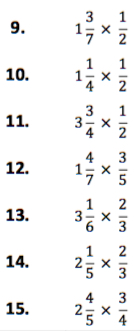 9. 1 3/7 × 1/2
10. 1 1/4 × 1/2
11. 3 3/4 × 1/2
12. 1 4/7 × 3/5
13. 3 1/6 × 2/3
14. 2 1/5 × 2/3
15. 2 4/5 × 3/4